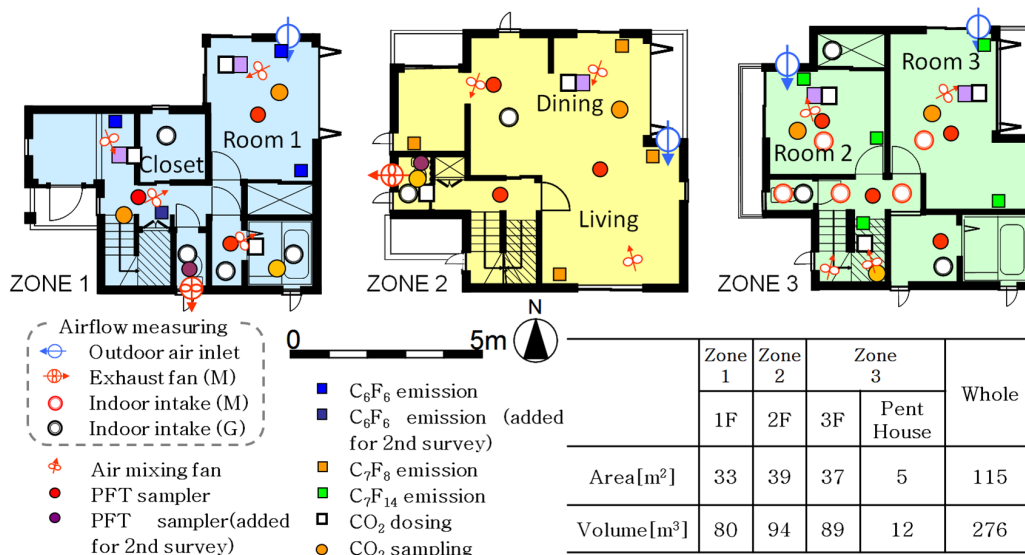 Room 1
Closet
ZONE 1
Dining
Living
ZONE 2
Room 3
Room 2
ZONE 3
Airflow measuring
Outdoor air inlet
Exhaust fan (M)
Indoor intake (M)
Indoor intake (G)
Air mixing fan
PFT sampler
PFT sampler(added
for 2nd survey)
0 5m
N
C6F6 emission
C6F6 emission (added
for 2nd survey)
C7F8 emission
C7F14 emission
CO2 dosing
CO2 sampling
Zone 1 Zone 2 Zone 3 Whole
1F 2F 3F Pent House
Area[m²] 33 39 37 5 115
Volume[m³] 80 94 89 12 276